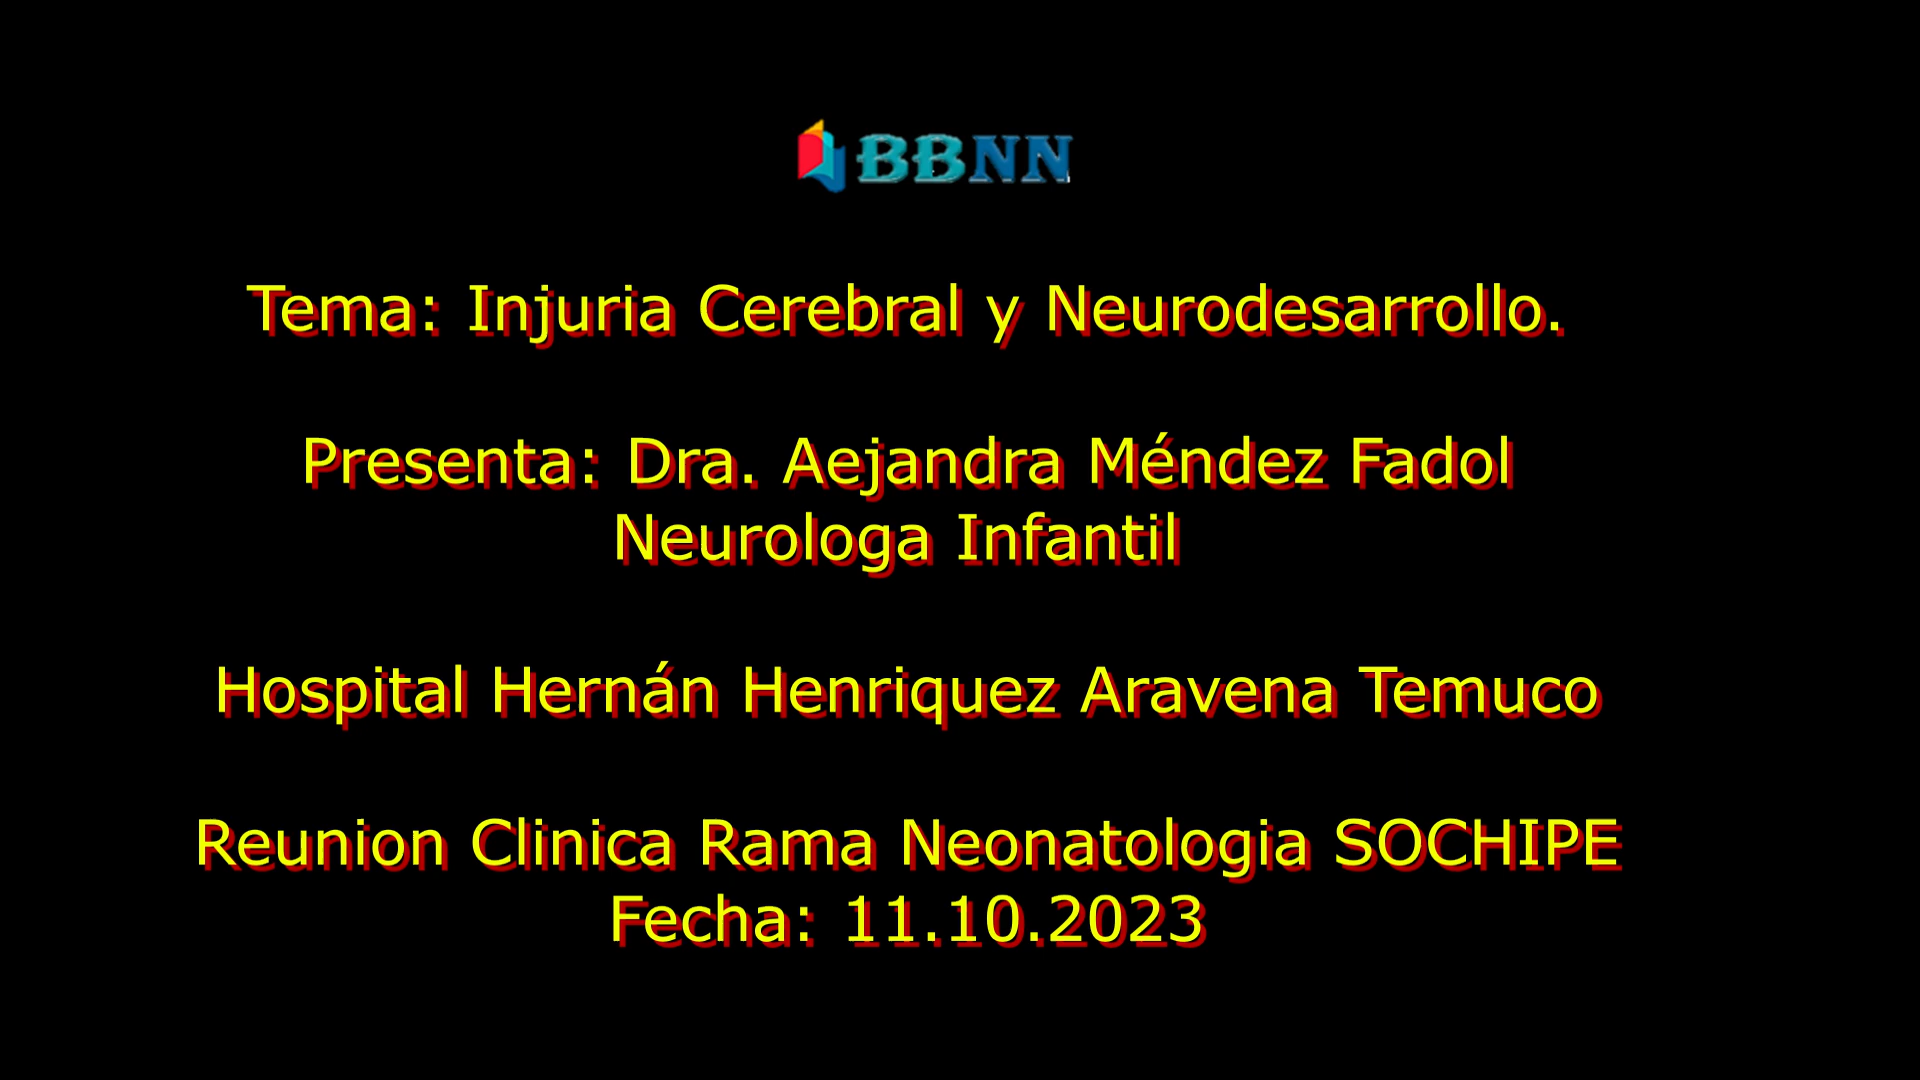 BBNN
Tema: Injuria Cerebral y Neurodesarrollo.
Presenta: Dra. Aejandra Méndez Fadol
Neurologa Infantil
Hospital Hernán Henriquez Aravena Temuco
Reunion Clinica Rama Neonatologia SOCHIPE
Fecha: 11.10.2023